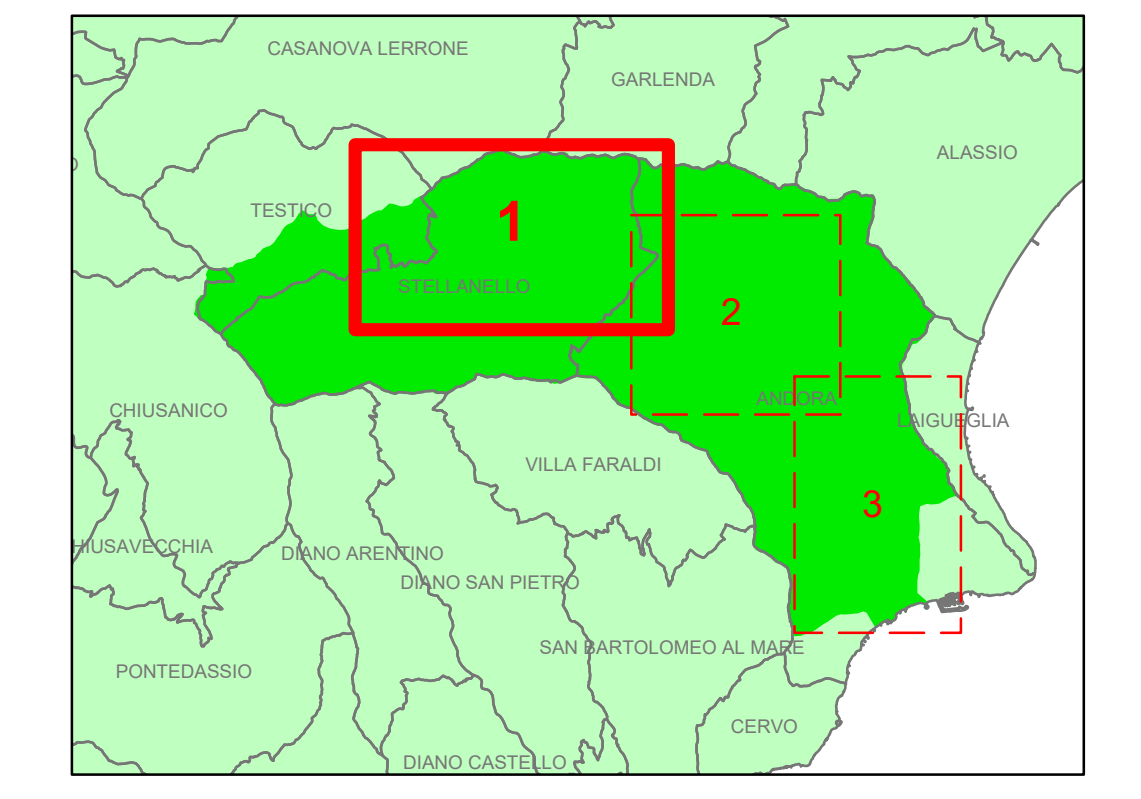 CASANOVA LERRONE
GARLENDA
ALASSIO
TESTICO
1
STELLANELLO
2
ANDORA
CHIUSANICO
LAIGUEGLIA
VILLA FARALDI
3
HIUSAVECCHIA
DIANO ARENTINO
DIANO SAN PIETRO
SAN BARTOLOMEO AL MARE
PONTEDASSIO
CERVO
DIANO CASTELLO